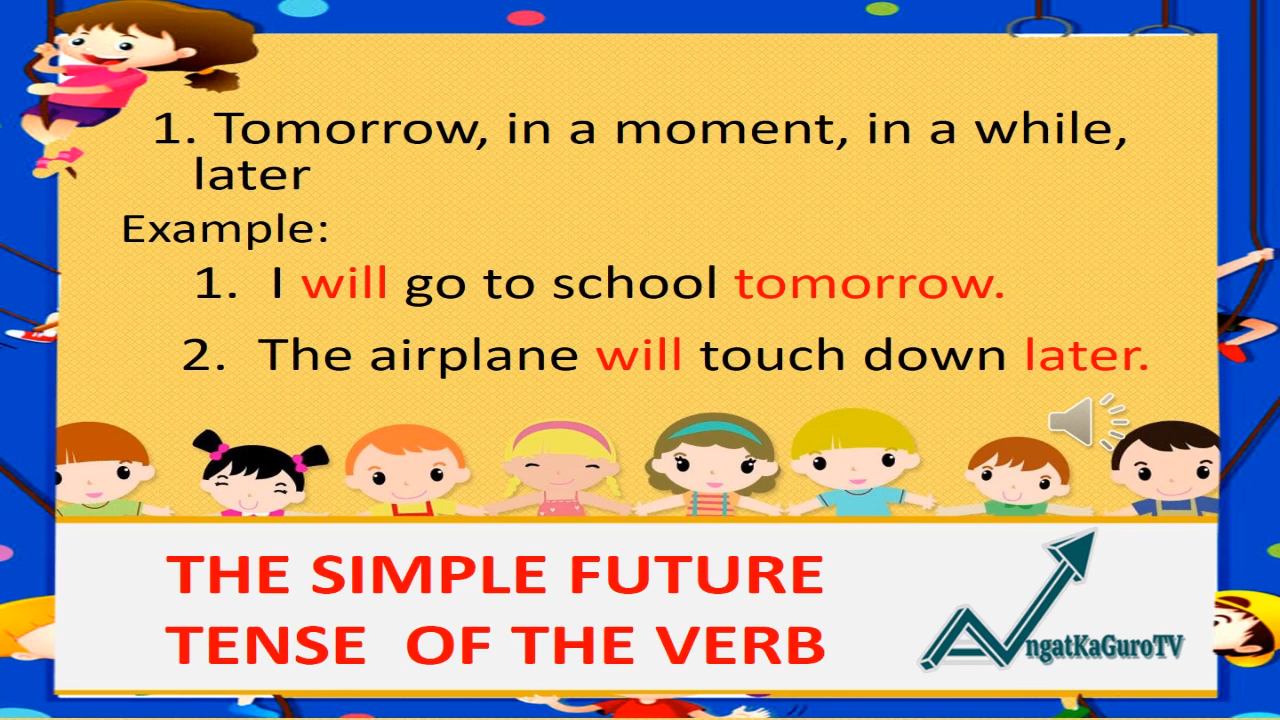 1. Tomorrow, in a moment, in a while,
later
Example:
1. I will go to school tomorrow.
2. The airplane will touch down later.
THE SIMPLE FUTURE
TENSE OF THE VERB
AngatKaGuroTV